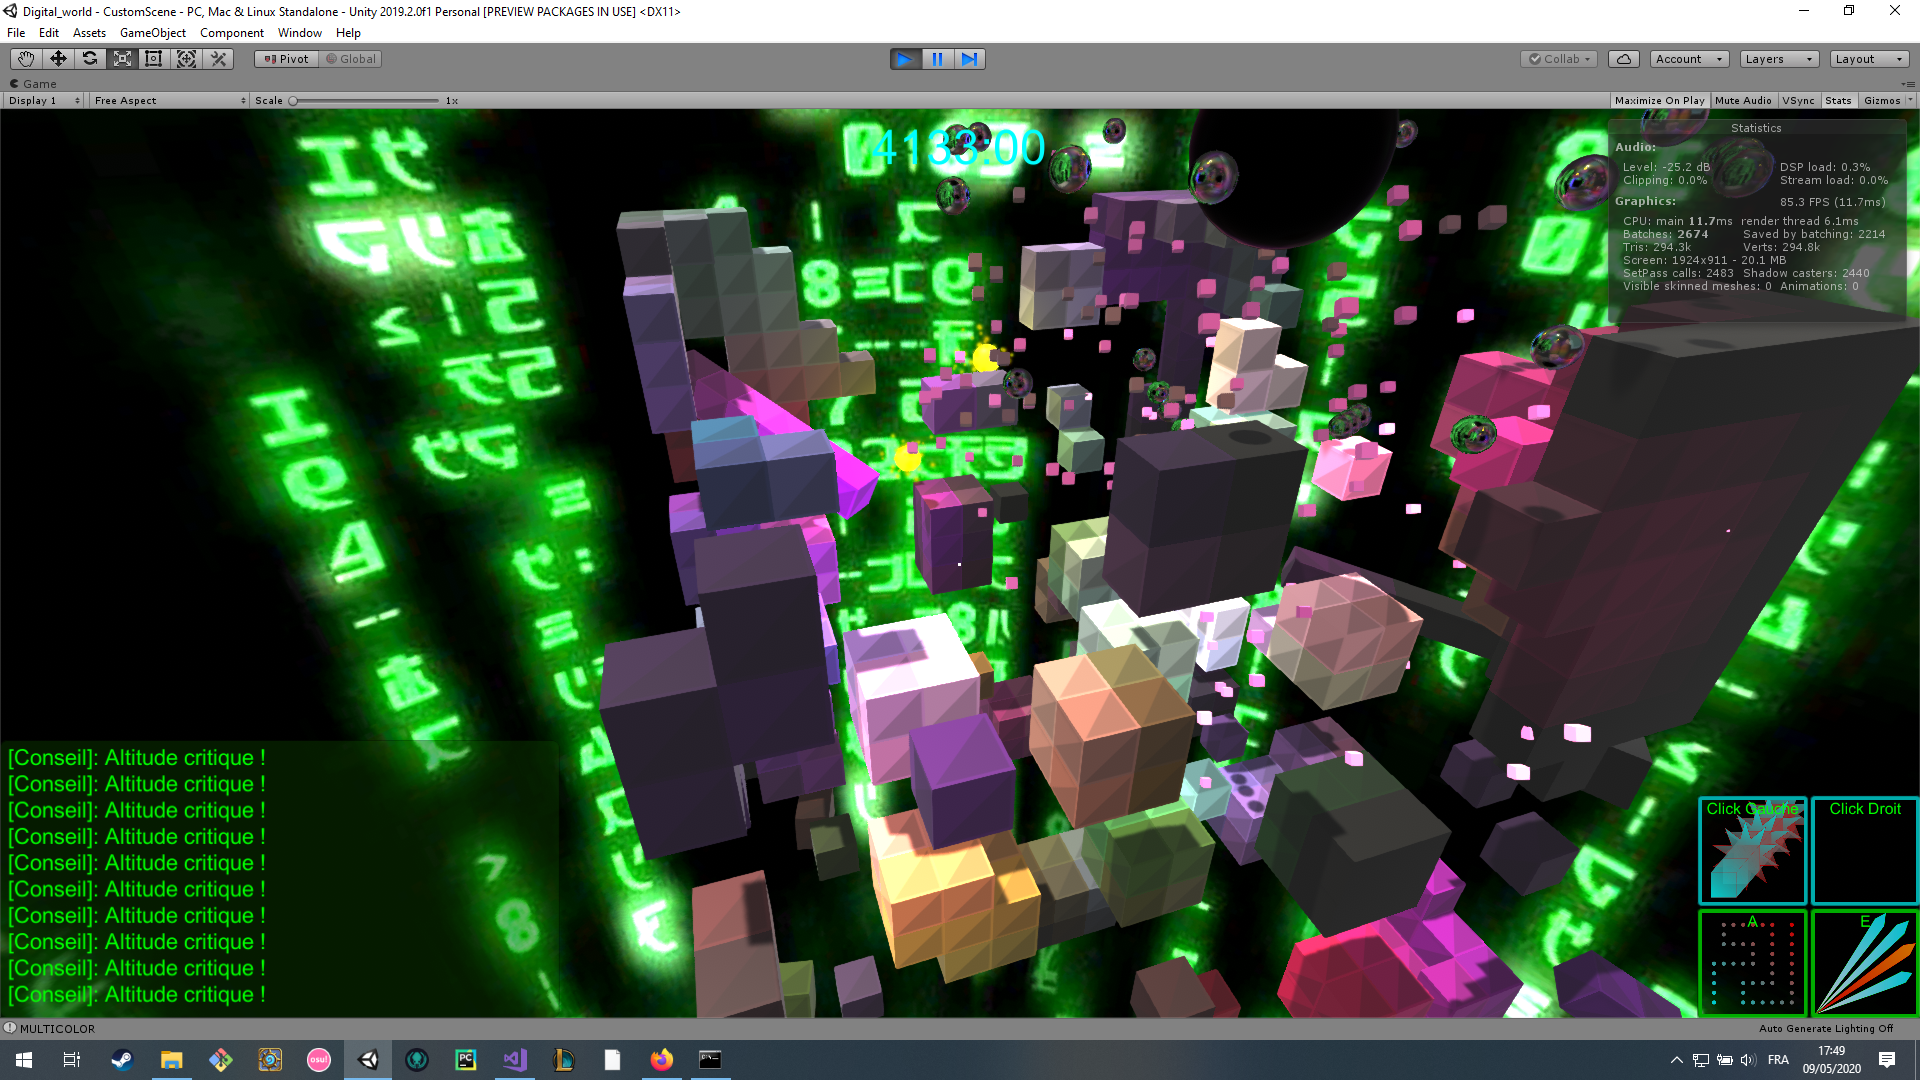 Digital_world - CustomScene - PC, Mac & Linux Standalone - Unity 2019.2.0f1 Personal [PREVIEW PACKAGES IN USE] <DX11>
File Edit Assets GameObject Component Window Help
Pivot Global Collab Account Layers Layout
Game
Display 1 Free Aspect Scale 1x Maximize On Play Mute Audio VSync Stats Gizmos
4133:00
Statistics
Audio:
Level: -25.2 dB DSP load: 0.3%
Clipping: 0.0% Stream load: 0.0%
Graphics: 85.3 FPS (11.7ms)
CPU: main 11.7ms render thread 6.1ms
Batches: 2674 Saved by batching: 2214
Tris: 294.3k Verts: 294.8k
Screen: 1924x911 - 20.1 MB
SetPass calls: 2483 Shadow casters: 2440
Visible skinned meshes: 0 Animations: 0
[Conseil]: Altitude critique !
[Conseil]: Altitude critique !
[Conseil]: Altitude critique !
[Conseil]: Altitude critique !
[Conseil]: Altitude critique !
[Conseil]: Altitude critique !
[Conseil]: Altitude critique !
[Conseil]: Altitude critique !
[Conseil]: Altitude critique !
[Conseil]: Altitude critique !
Click Gauche Click Droit
A E
MULTICOLOR Auto Generate Lighting Off
osu! PC FRA 17:49
09/05/2020